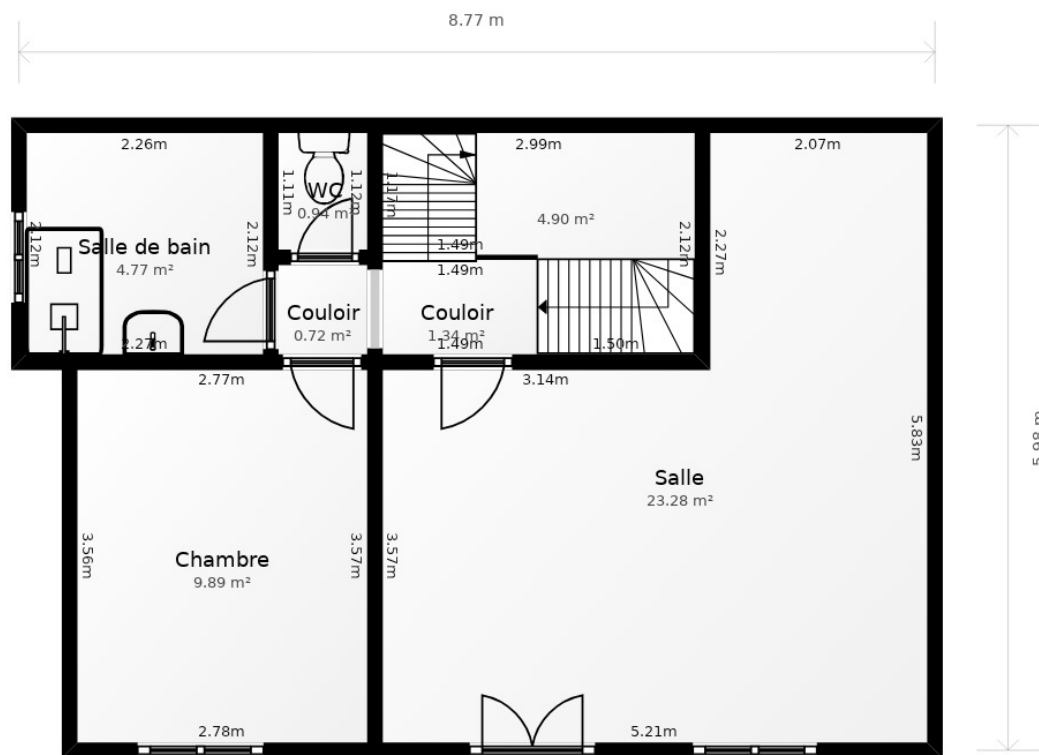 8.77 m
2.26m
2.99m
2.07m
1.11m
WC
1.12m
0.94 m²
1.17m
4.90 m²
2.12m
Salle de bain
4.77 m²
2.12m
1.49m
1.49m
2.12m
2.27m
Couloir
0.72 m²
Couloir
1.34 m²
2.27m
1.49m
1.50m
2.77m
3.14m
5.83m
5.98 m
Salle
23.28 m²
3.56m
Chambre
9.89 m²
3.57m
3.57m
2.78m
5.21m